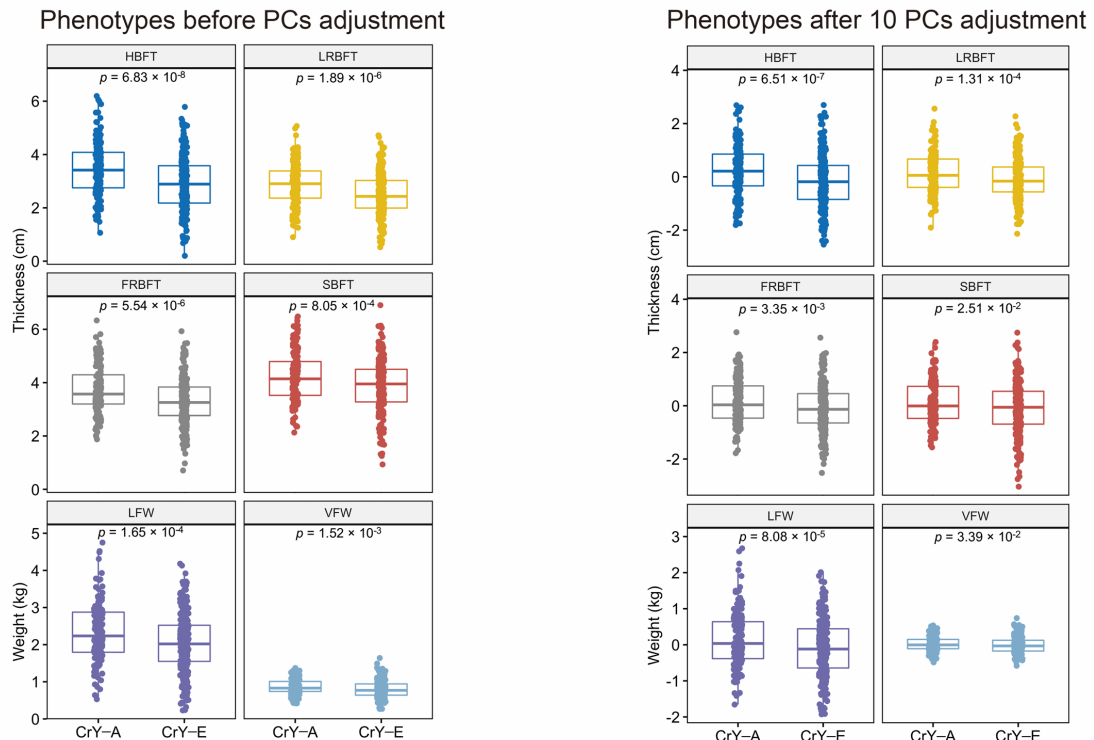 Phenotypes before PCs adjustment
HBFT
LRBFT
p = 6.83 × 10-8
p = 1.89 × 10-6
6
4
2
0
Thickness (cm)
FRBFT
SBFT
p = 5.54 × 10-6
p = 8.05 × 10-4
6
4
2
0
LFW
VFW
p = 1.65 × 10-4
p = 1.52 × 10-3
5
4
3
2
1
0
Weight (kg)
CrY–A
CrY–E
CrY–A
CrY–E
Phenotypes after 10 PCs adjustment
HBFT
LRBFT
p = 6.51 × 10-7
p = 1.31 × 10-4
4
2
0
-2
Thickness (cm)
FRBFT
SBFT
p = 3.35 × 10-3
p = 2.51 × 10-2
4
2
0
-2
LFW
VFW
p = 8.08 × 10-5
p = 3.39 × 10-2
3
2
1
0
-1
-2
Weight (kg)
CrY–A
CrY–E
CrY–A
CrY–E